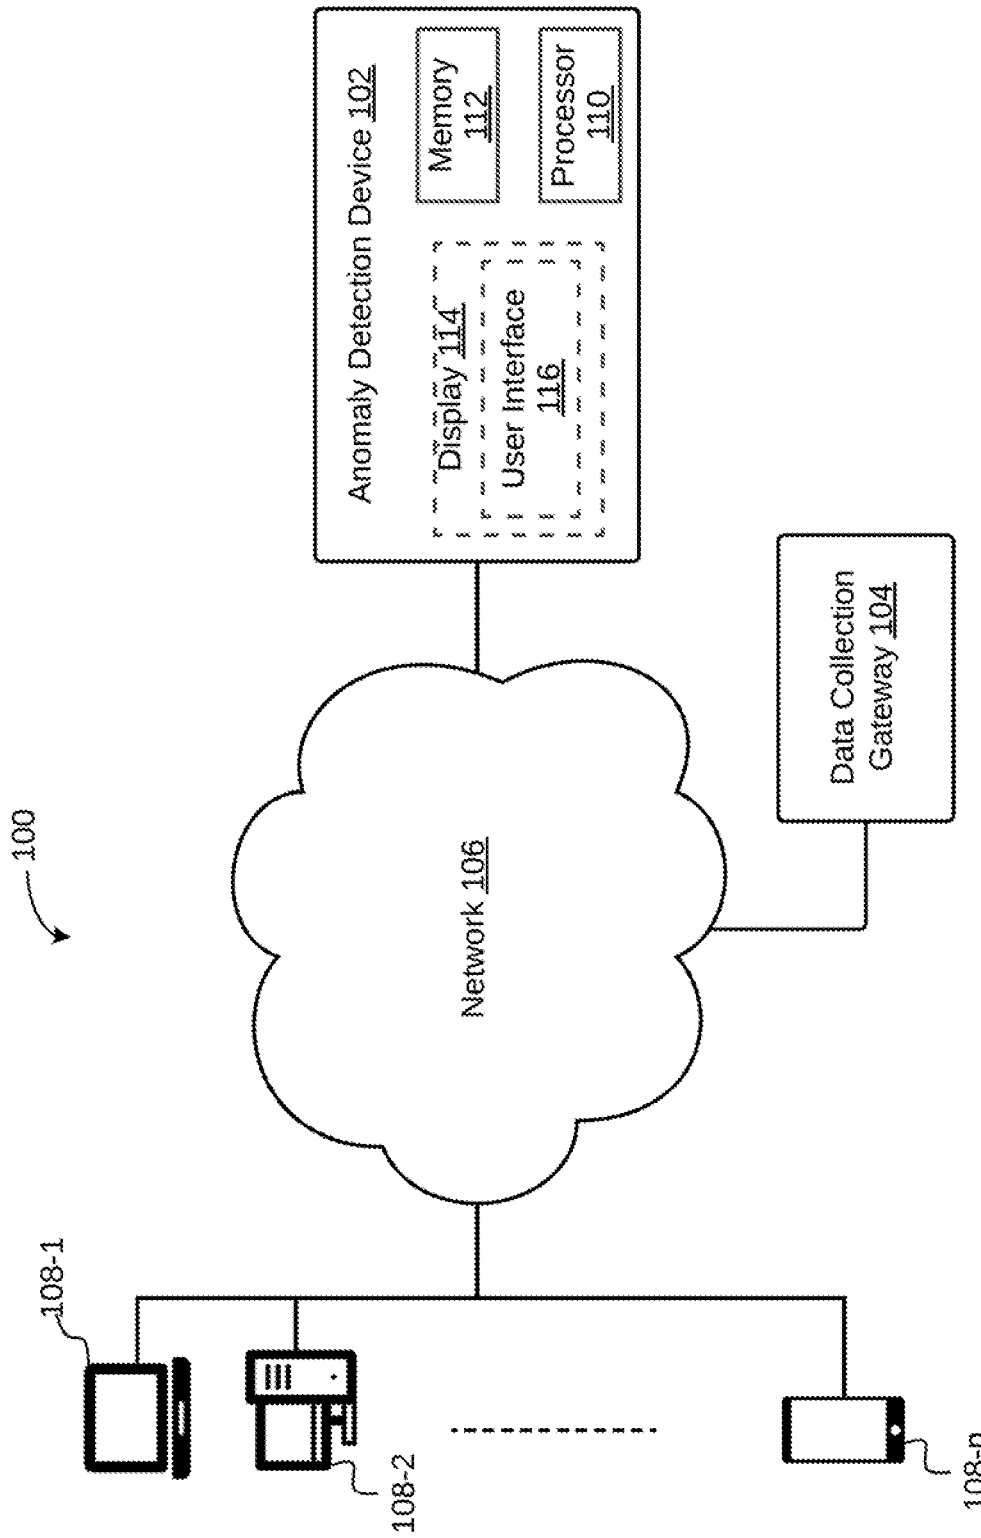 100
108-1
108-2
108-n
Network 106
Anomaly Detection Device 102
Display 114
User Interface
116
Memory
112
Processor
110
Data Collection
Gateway 104